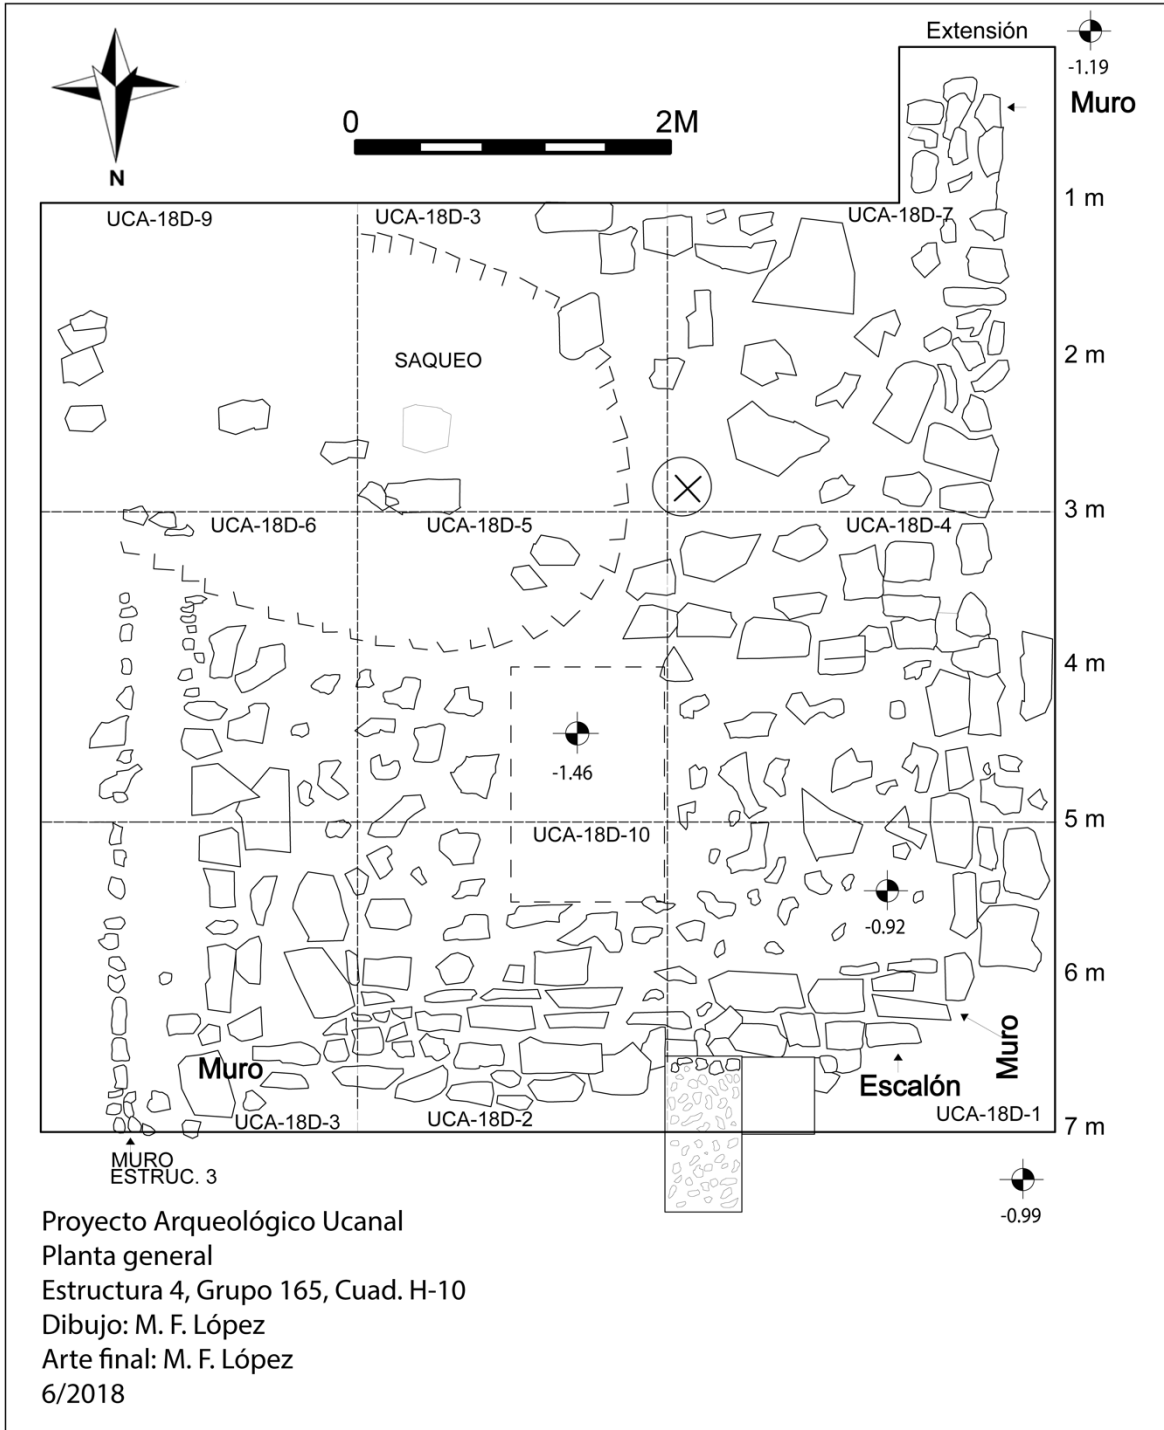 Extensión
-1.19
Muro
0 2M
N
1 m
UCA-18D-9
UCA-18D-3
UCA-18D-7
2 m
SAQUEO
3 m
UCA-18D-6
UCA-18D-5
UCA-18D-4
4 m
-1.46
5 m
UCA-18D-10
-0.92
6 m
Muro
Muro
Escalón
UCA-18D-3
UCA-18D-2
UCA-18D-1
7 m
MURO
ESTRUC. 3
-0.99
Proyecto Arqueológico Ucanal
Planta general
Estructura 4, Grupo 165, Cuad. H-10
Dibujo: M. F. López
Arte final: M. F. López
6/2018